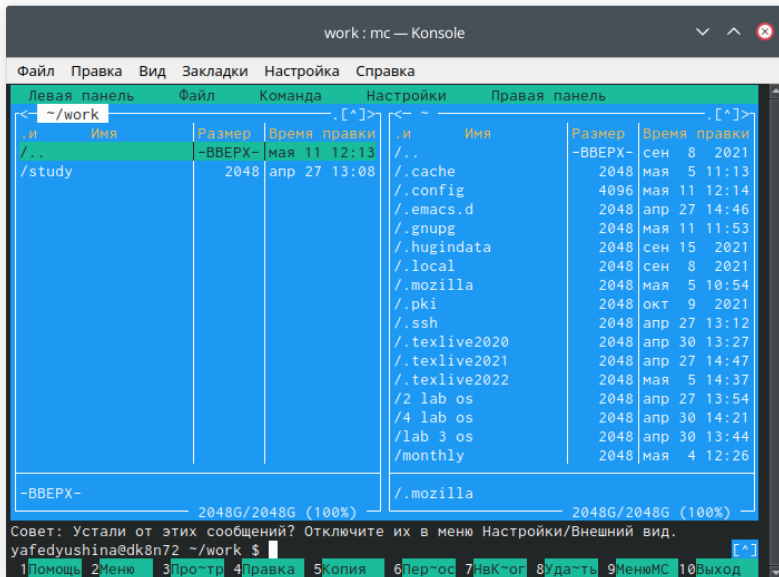 work : mc — Konsole
Файл Правка Вид Закладки Настройка Справка
Левая панель Файл Команда Настройки Правая панель
<─ ~/work ─.[^]>
.и Имя Размер Время правки
/.. -ВВЕРХ- мая 11 12:13
/study 2048 апр 27 13:08
-ВВЕРХ-
2048G/2048G (100%)
<─ ~ ─.[^]>
.и Имя Размер Время правки
/.. -ВВЕРХ- сен 8 2021
/.cache 2048 мая 5 11:13
/.config 4096 мая 11 12:14
/.emacs.d 2048 апр 27 14:46
/.gnupg 2048 мая 11 11:53
/.hugindata 2048 сен 15 2021
/.local 2048 сен 8 2021
/.mozilla 2048 мая 5 10:54
/.pki 2048 окт 9 2021
/.ssh 2048 апр 27 13:12
/.texlive2020 2048 апр 30 13:27
/.texlive2021 2048 апр 27 14:47
/.texlive2022 2048 мая 5 14:37
/2 lab os 2048 апр 27 13:54
/4 lab os 2048 апр 30 14:21
/lab 3 os 2048 апр 30 13:44
/monthly 2048 мая 4 12:26
/.mozilla
2048G/2048G (100%)
Совет: Устали от этих сообщений? Отключите их в меню Настройки/Внешний вид.
yafedyushina@dk8n72 ~/work $ [^]
1Помощь 2Меню 3Про~тр 4Правка 5Копия 6Пер~ос 7НвК~ог 8Уда~ть 9МенюMC 10Выход